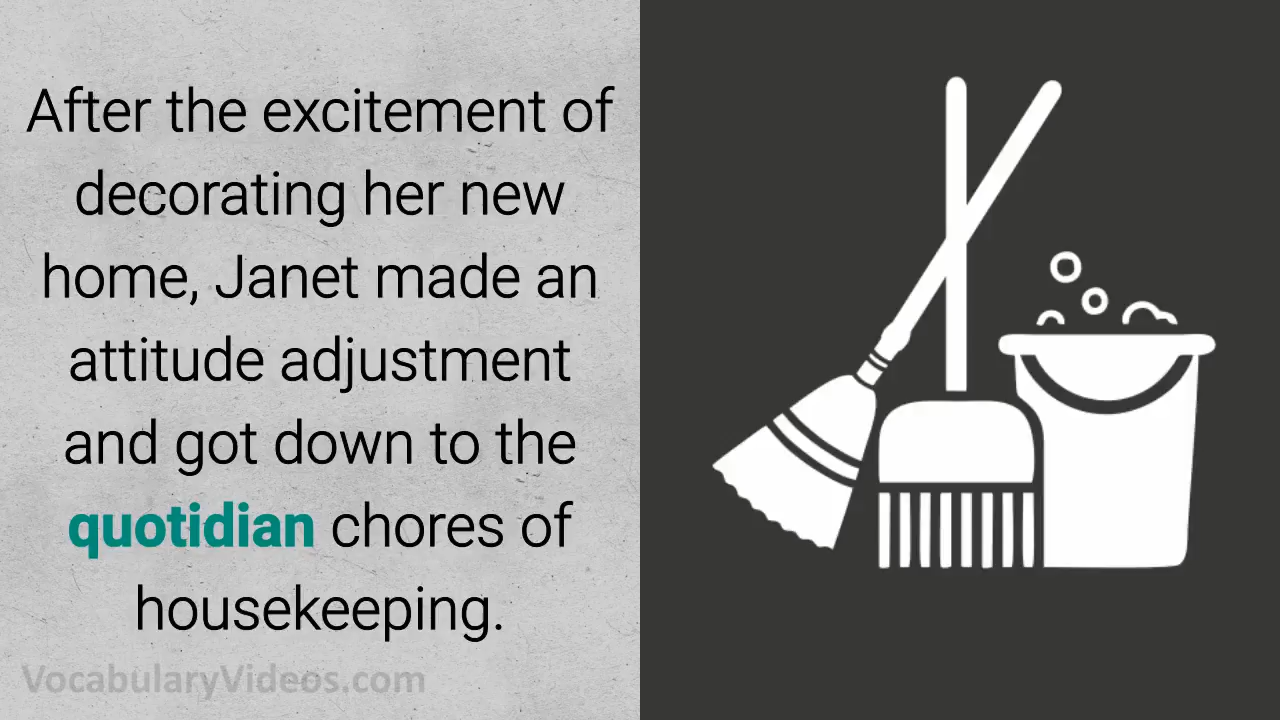 After the excitement of
decorating her new
home, Janet made an
attitude adjustment
and got down to the
quotidian chores of
housekeeping.
VocabularyVideos.com